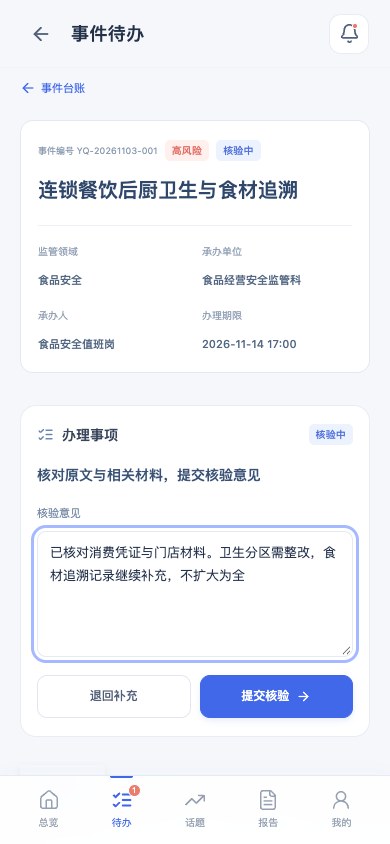 事件待办
事件台账
事件编号 YQ-20261103-001 高风险 核验中
连锁餐饮后厨卫生与食材追溯
监管领域 承办单位
食品安全 食品经营安全监管科
承办人 办理期限
食品安全值班岗 2026-11-14 17:00
办理事项 核验中
核对原文与相关材料，提交核验意见
核验意见
已核对消费凭证与门店材料。卫生分区需整改，食
材追溯记录继续补充，不扩大为全
退回补充 提交核验
1
总览 待办 话题 报告 我的